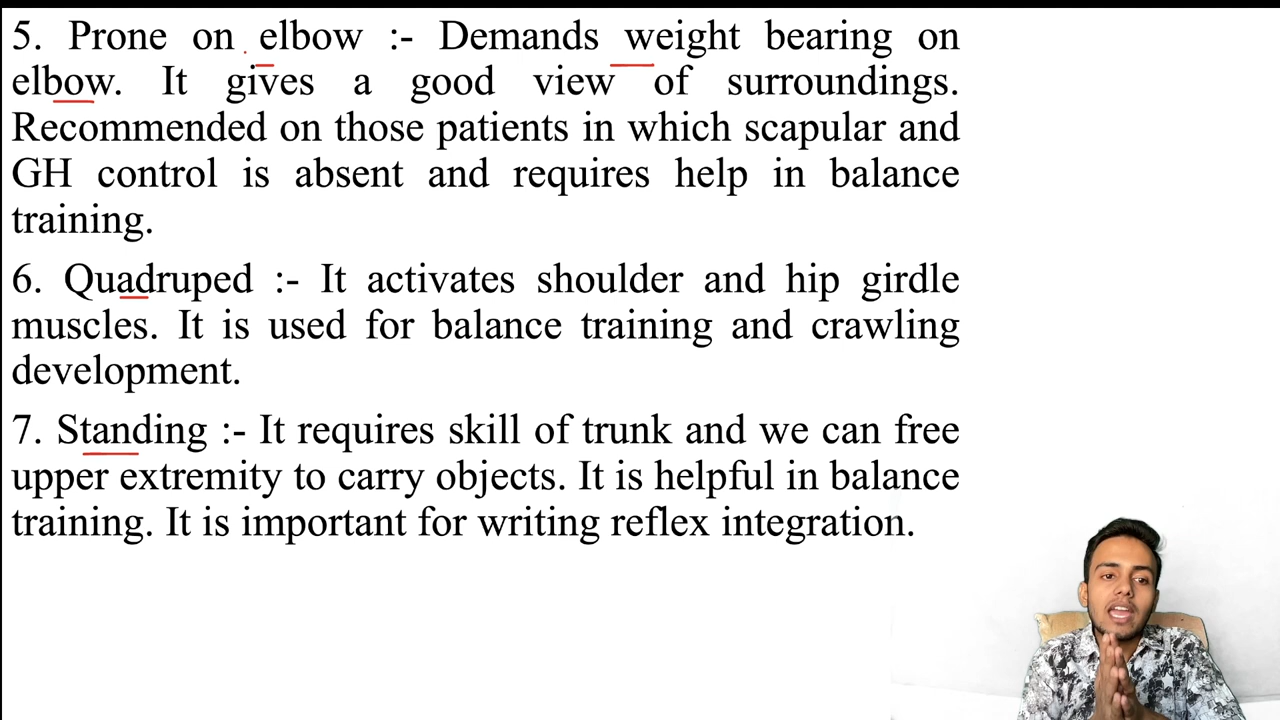 5. Prone on elbow :- Demands weight bearing on
elbow. It gives a good view of surroundings.
Recommended on those patients in which scapular and
GH control is absent and requires help in balance
training.
6. Quadruped :- It activates shoulder and hip girdle
muscles. It is used for balance training and crawling
development.
7. Standing :- It requires skill of trunk and we can free
upper extremity to carry objects. It is helpful in balance
training. It is important for writing reflex integration.